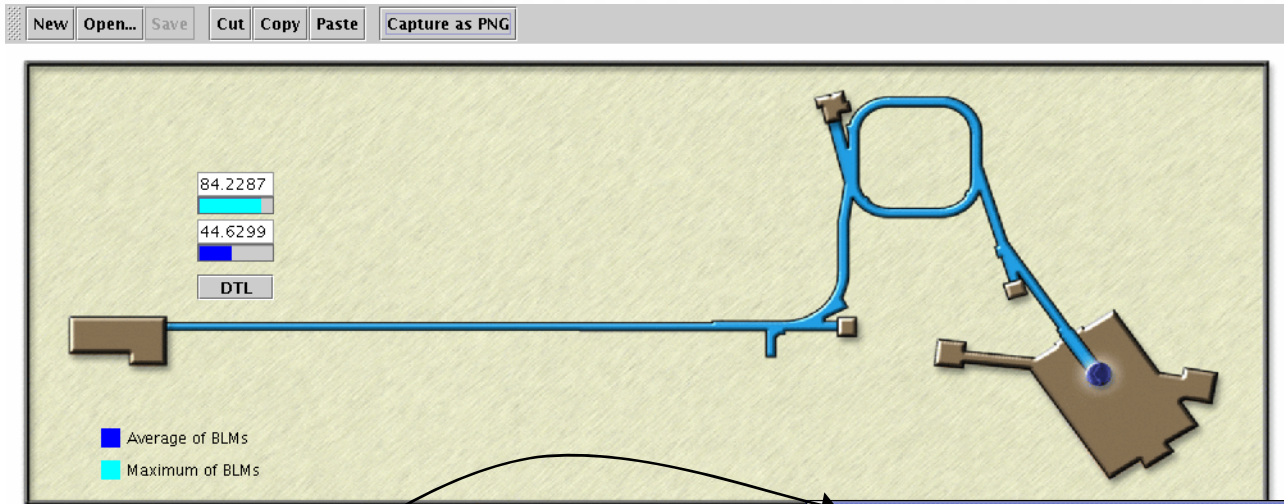 New Open... Save Cut Copy Paste Capture as PNG
84.2287
44.6299
DTL
Average of BLMs
Maximum of BLMs